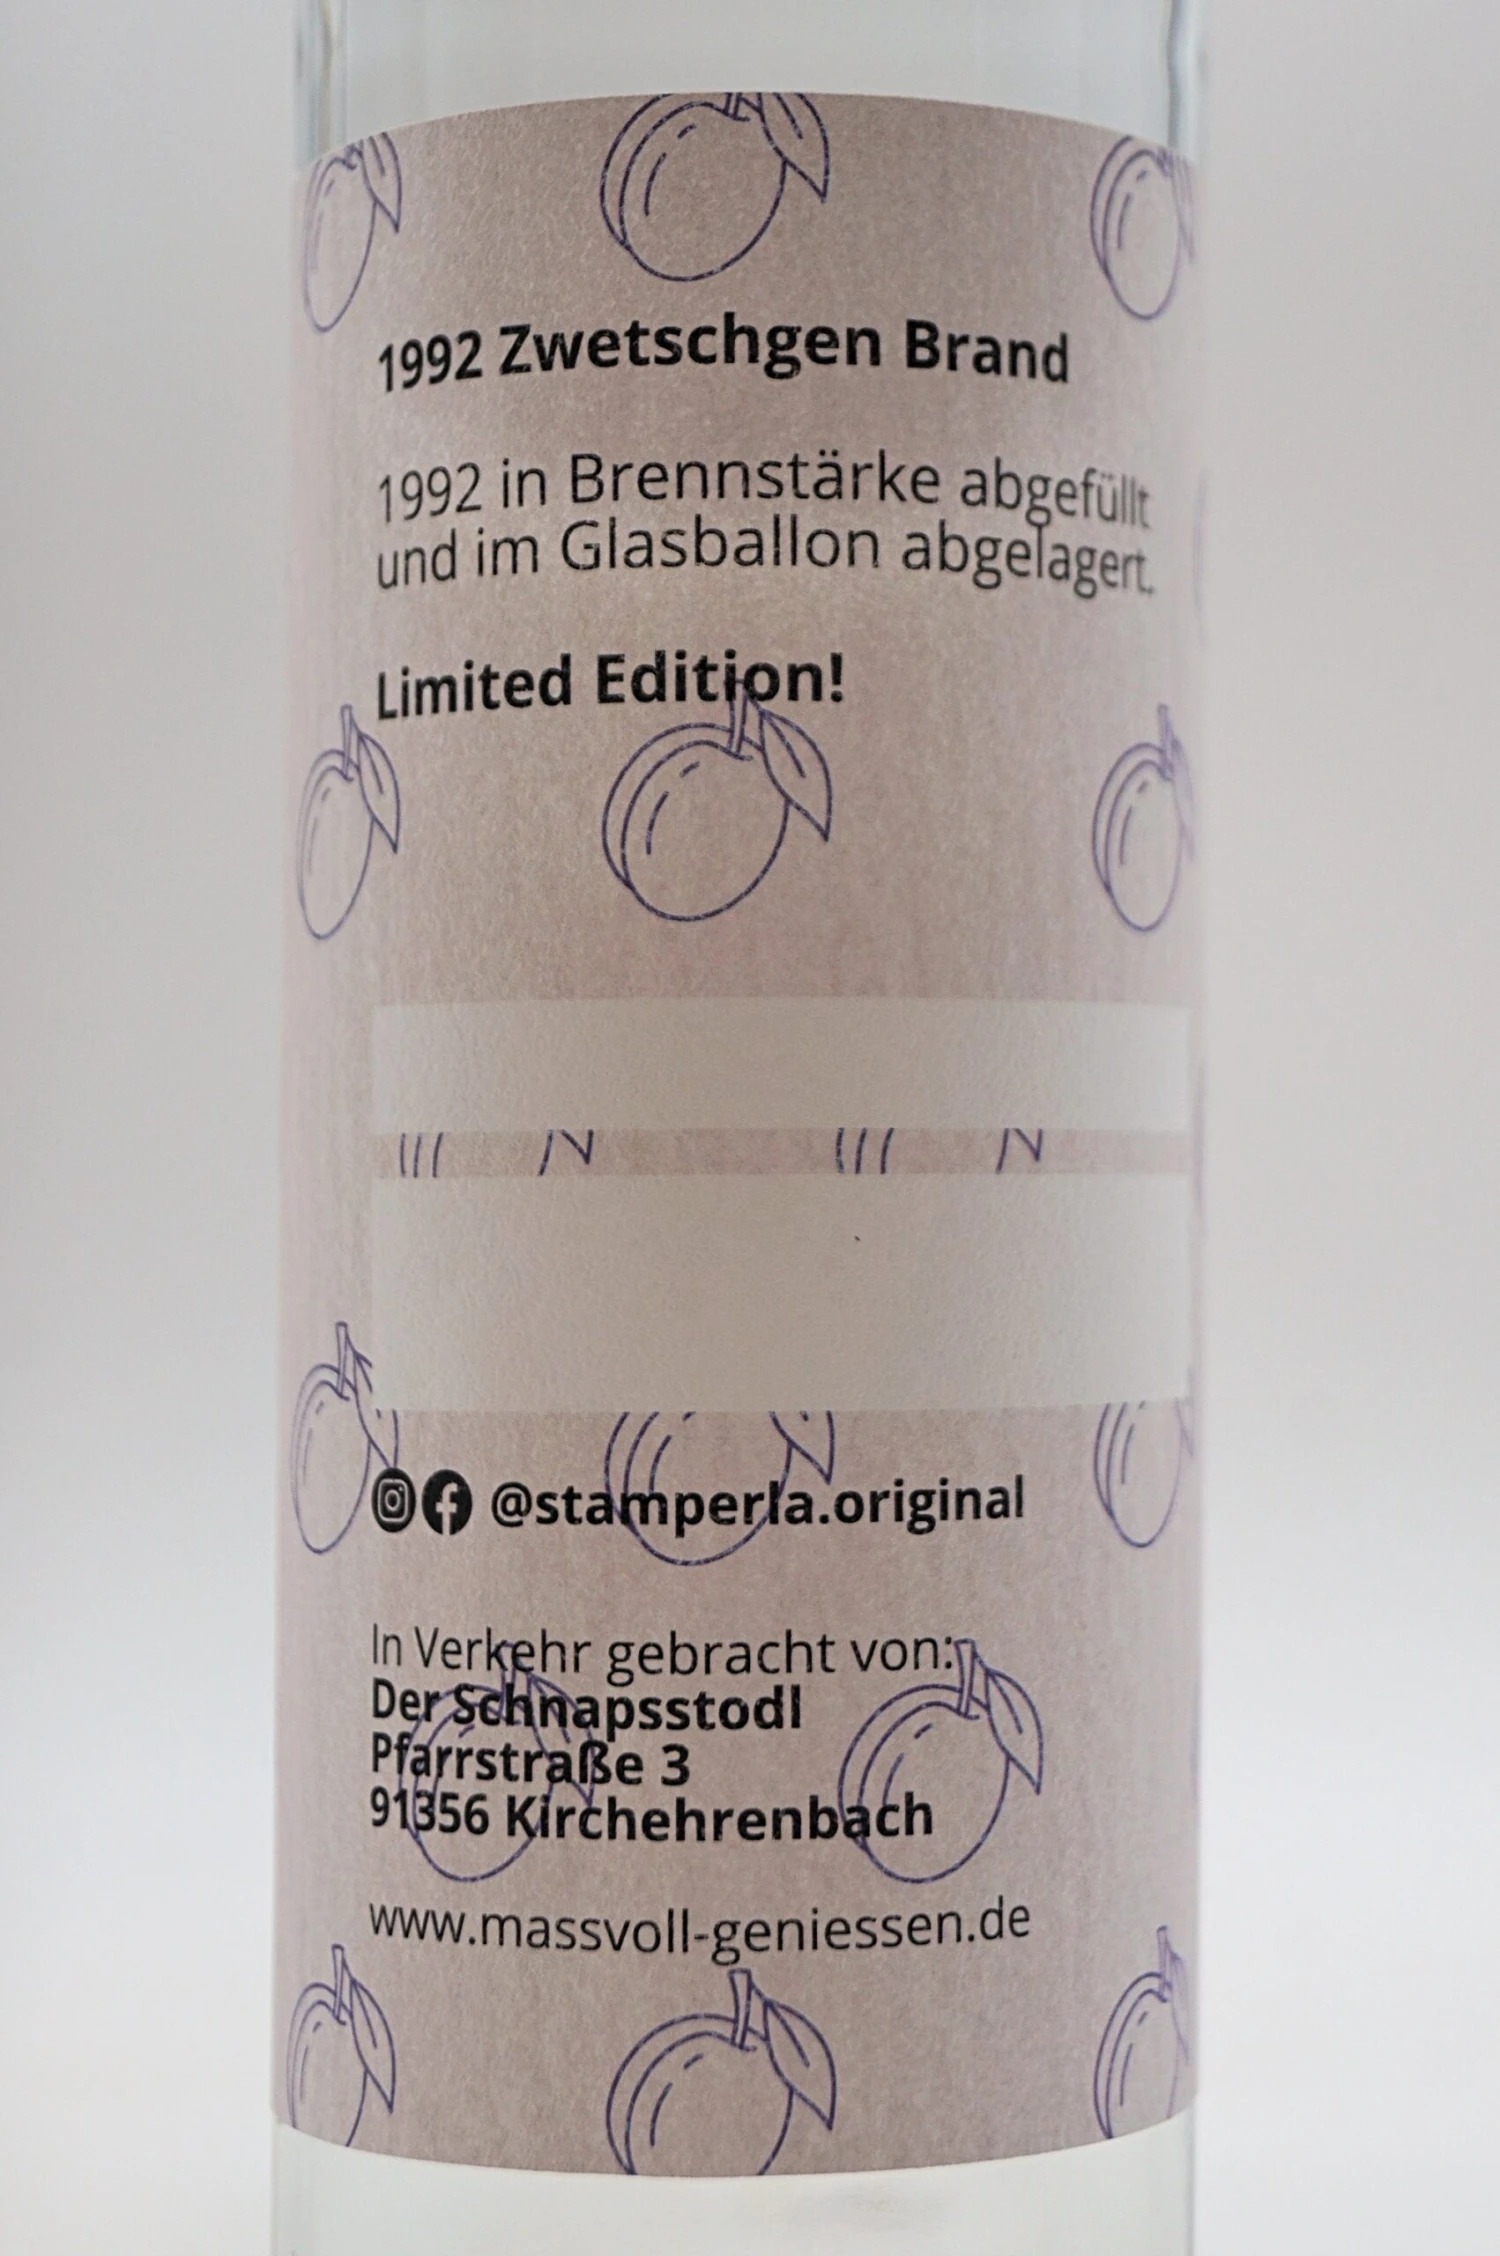 1992 Zwetschgen Brand
1992 in Brennstärke abgefüllt
und im Glasballon abgelagert.
Limited Edition!
@stamperla.original
In Verkehr gebracht von:
Der Schnapsstodl
Pfarrstraße 3
91356 Kirchehrenbach
www.massvoll-geniessen.de